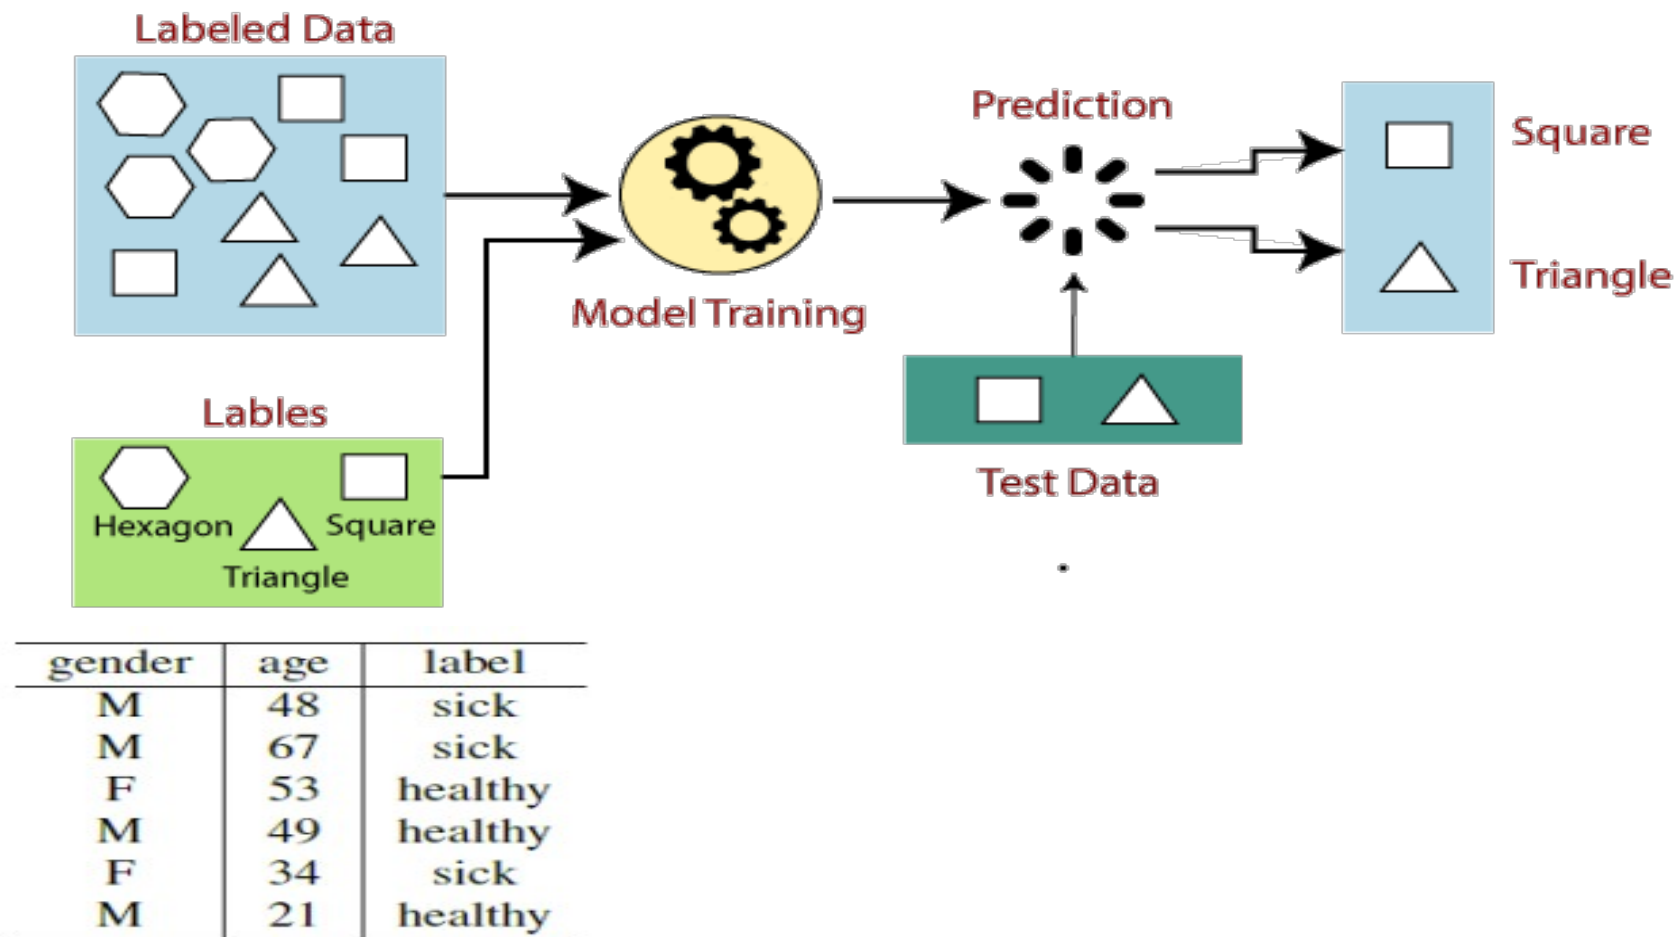 Labeled Data
Prediction
Square
Triangle
Model Training
Lables
Hexagon
Square
Triangle
Test Data
gender age label
M 48 sick
M 67 sick
F 53 healthy
M 49 healthy
F 34 sick
M 21 healthy